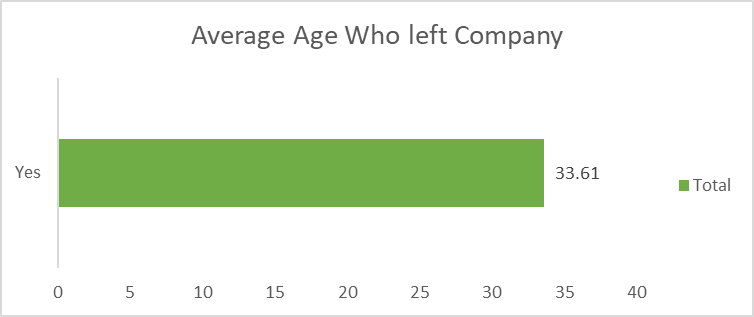 Average Age Who left Company
Yes
33.61
Total
0 5 10 15 20 25 30 35 40